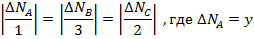 |ΔN_A/1| = |ΔN_B/3| = |ΔN_C/2| , где ΔN_A = y